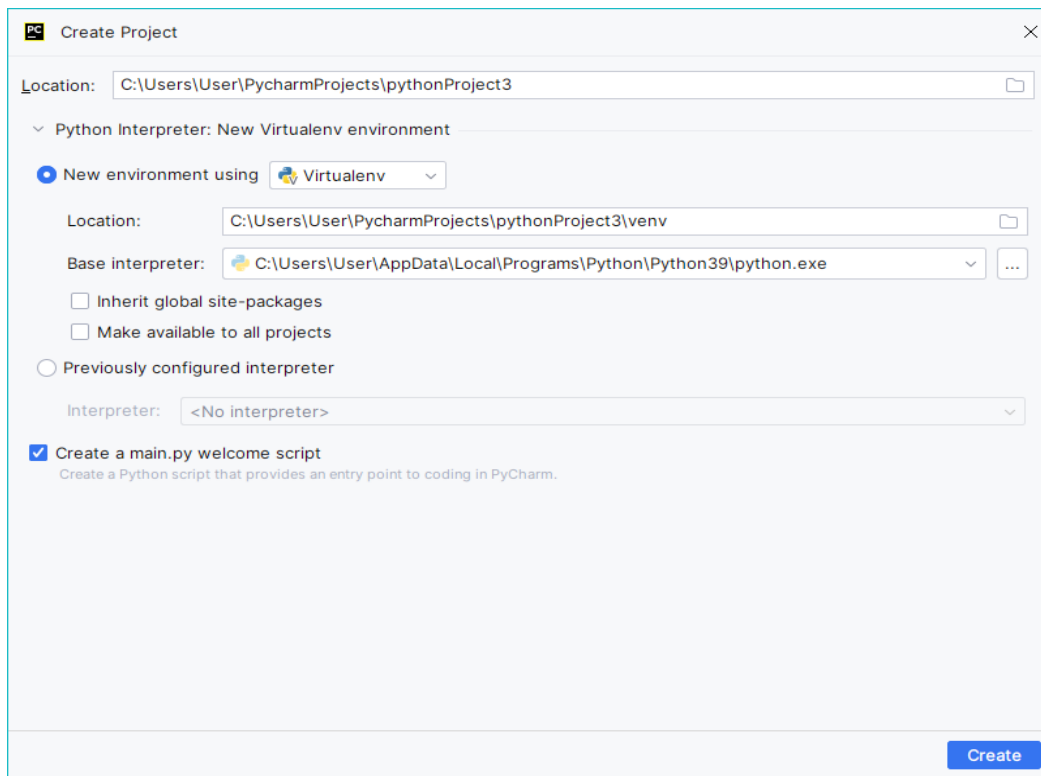 PC Create Project
Location: C:\Users\User\PycharmProjects\pythonProject3
Python Interpreter: New Virtualenv environment
New environment using Virtualenv
Location: C:\Users\User\PycharmProjects\pythonProject3\venv
Base interpreter: C:\Users\User\AppData\Local\Programs\Python\Python39\python.exe ...
Inherit global site-packages
Make available to all projects
Previously configured interpreter
Interpreter: <No interpreter>
Create a main.py welcome script
Create a Python script that provides an entry point to coding in PyCharm.
Create